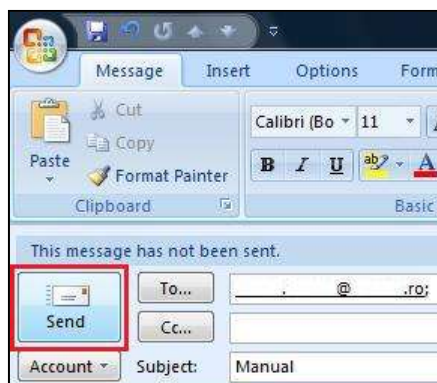 Message Insert Options Form
Cut
Copy
Paste
Format Painter
Clipboard
Calibri (Bo 11
B I U ab A
Basic
This message has not been sent.
Send
To... . @ .ro;
Cc...
Account Subject: Manual